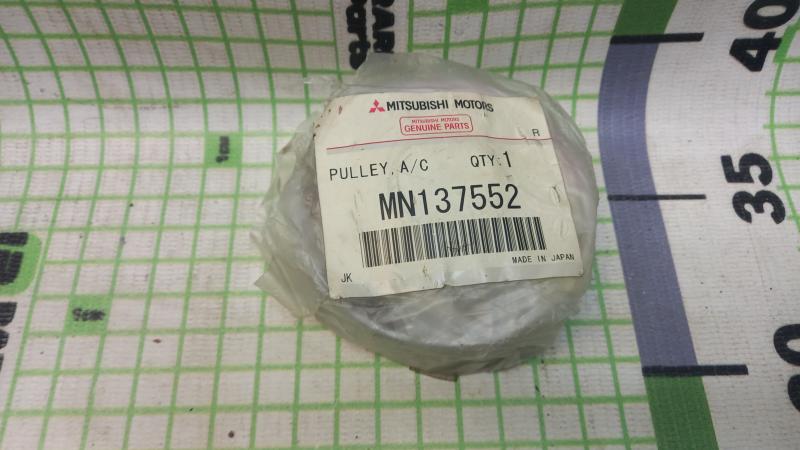 MITSUBISHI MOTORS
MITSUBISHI MOTORS
GENUINE PARTS
R
PULLEY, A/C QTY:1
MN137552
JK
MADE IN JAPAN
40
35